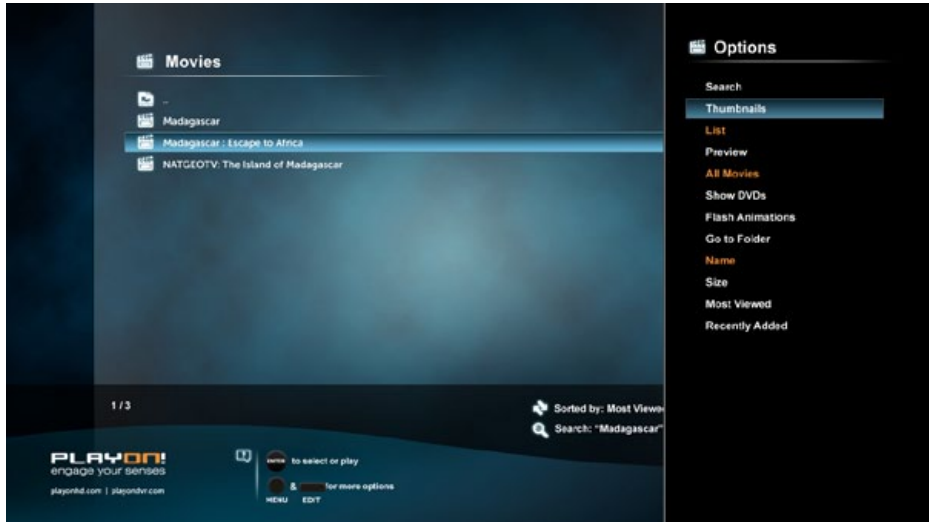 Movies
..
Madagascar
Madagascar : Escape to Africa
NATGEOTV: The Island of Madagascar
1 / 3
Sorted by: Most Viewe
Search: "Madagascar"
PLAYON!
engage your senses
playonhd.com | playondvr.com
ENTER to select or play
& for more options
MENU EDIT
Options
Search
Thumbnails
List
Preview
All Movies
Show DVDs
Flash Animations
Go to Folder
Name
Size
Most Viewed
Recently Added